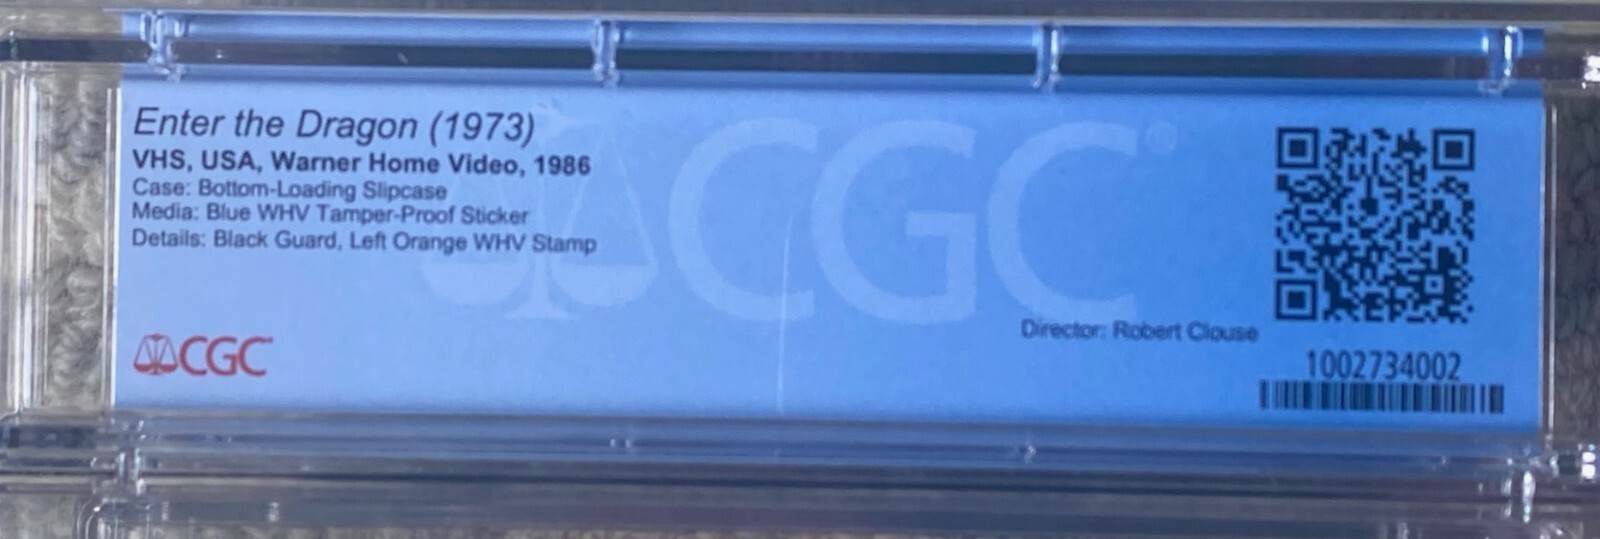 Enter the Dragon (1973)
VHS, USA, Warner Home Video, 1986
Case: Bottom-Loading Slipcase
Media: Blue WHV Tamper-Proof Sticker
Details: Black Guard, Left Orange WHV Stamp
CGC®
CGC
Director: Robert Clouse
1002734002